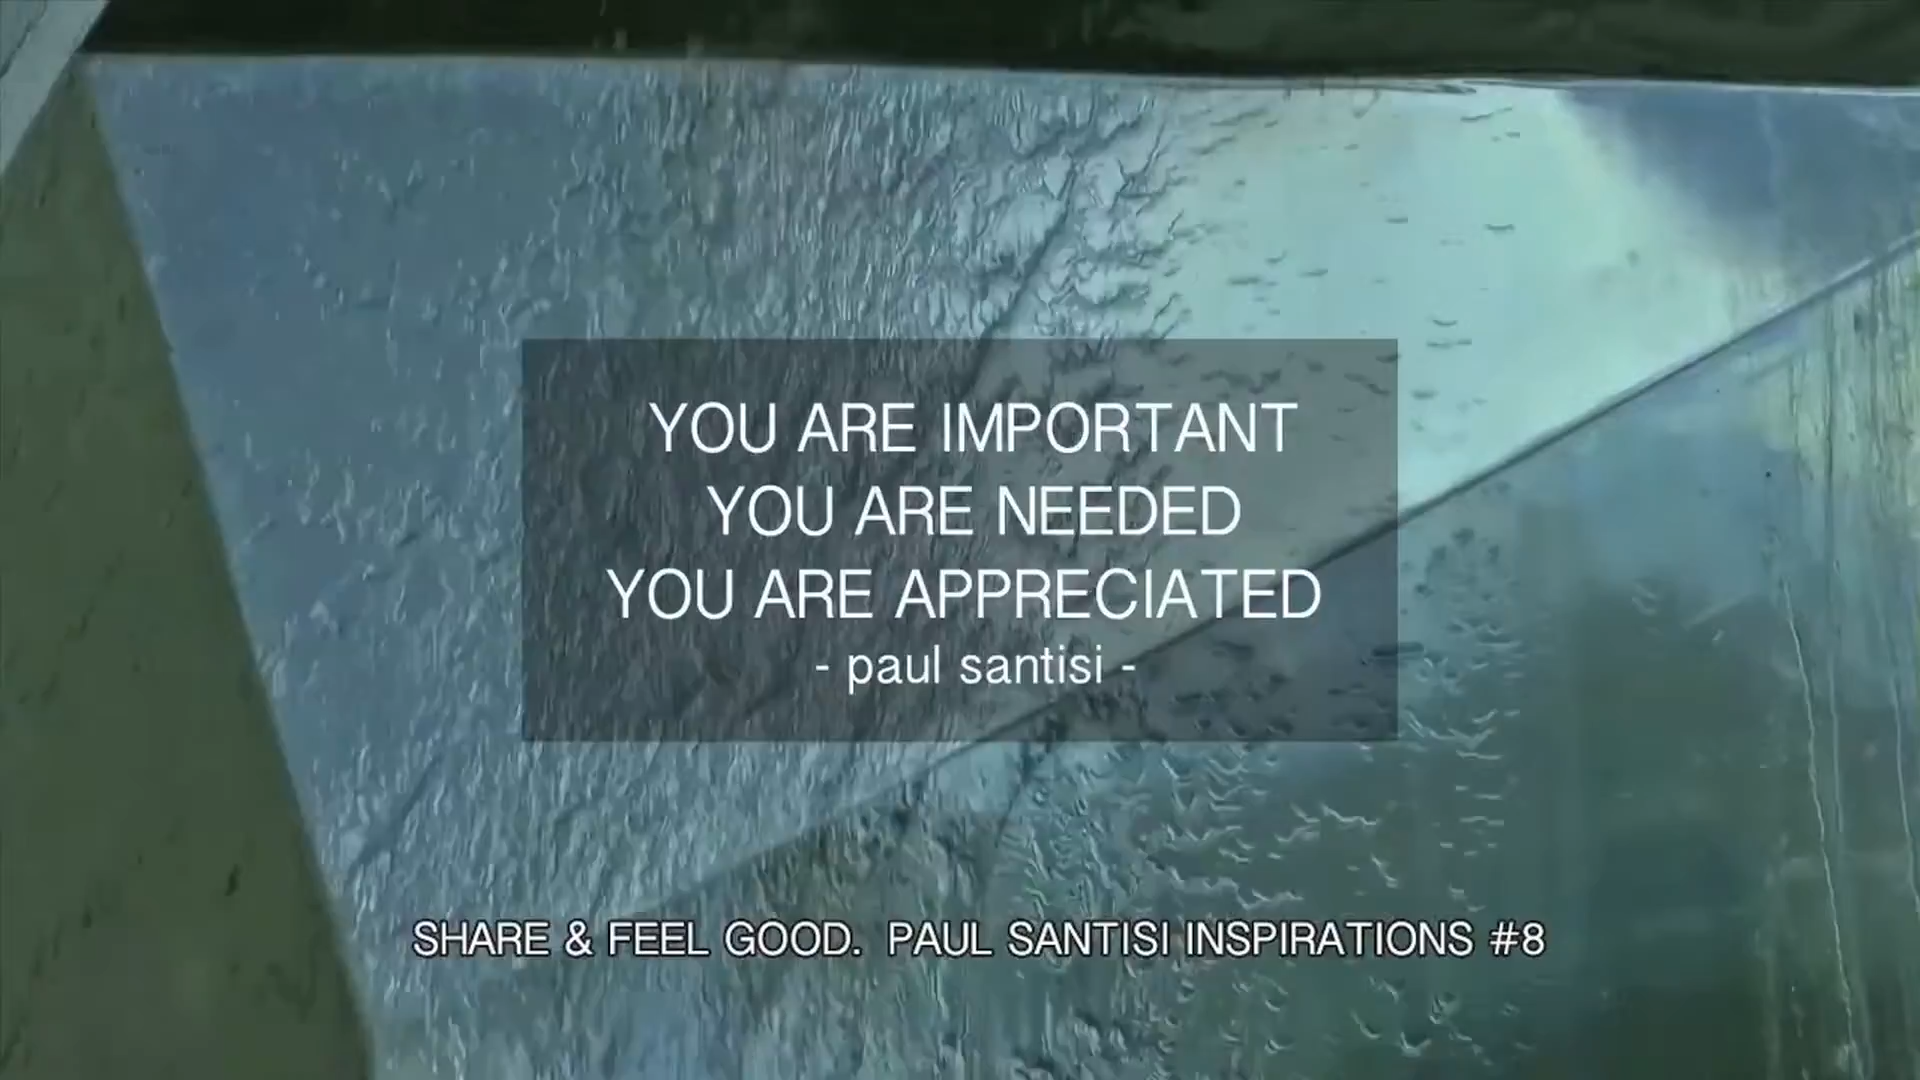 YOU ARE IMPORTANT
YOU ARE NEEDED
YOU ARE APPRECIATED
- paul santisi -
SHARE & FEEL GOOD. PAUL SANTISI INSPIRATIONS #8